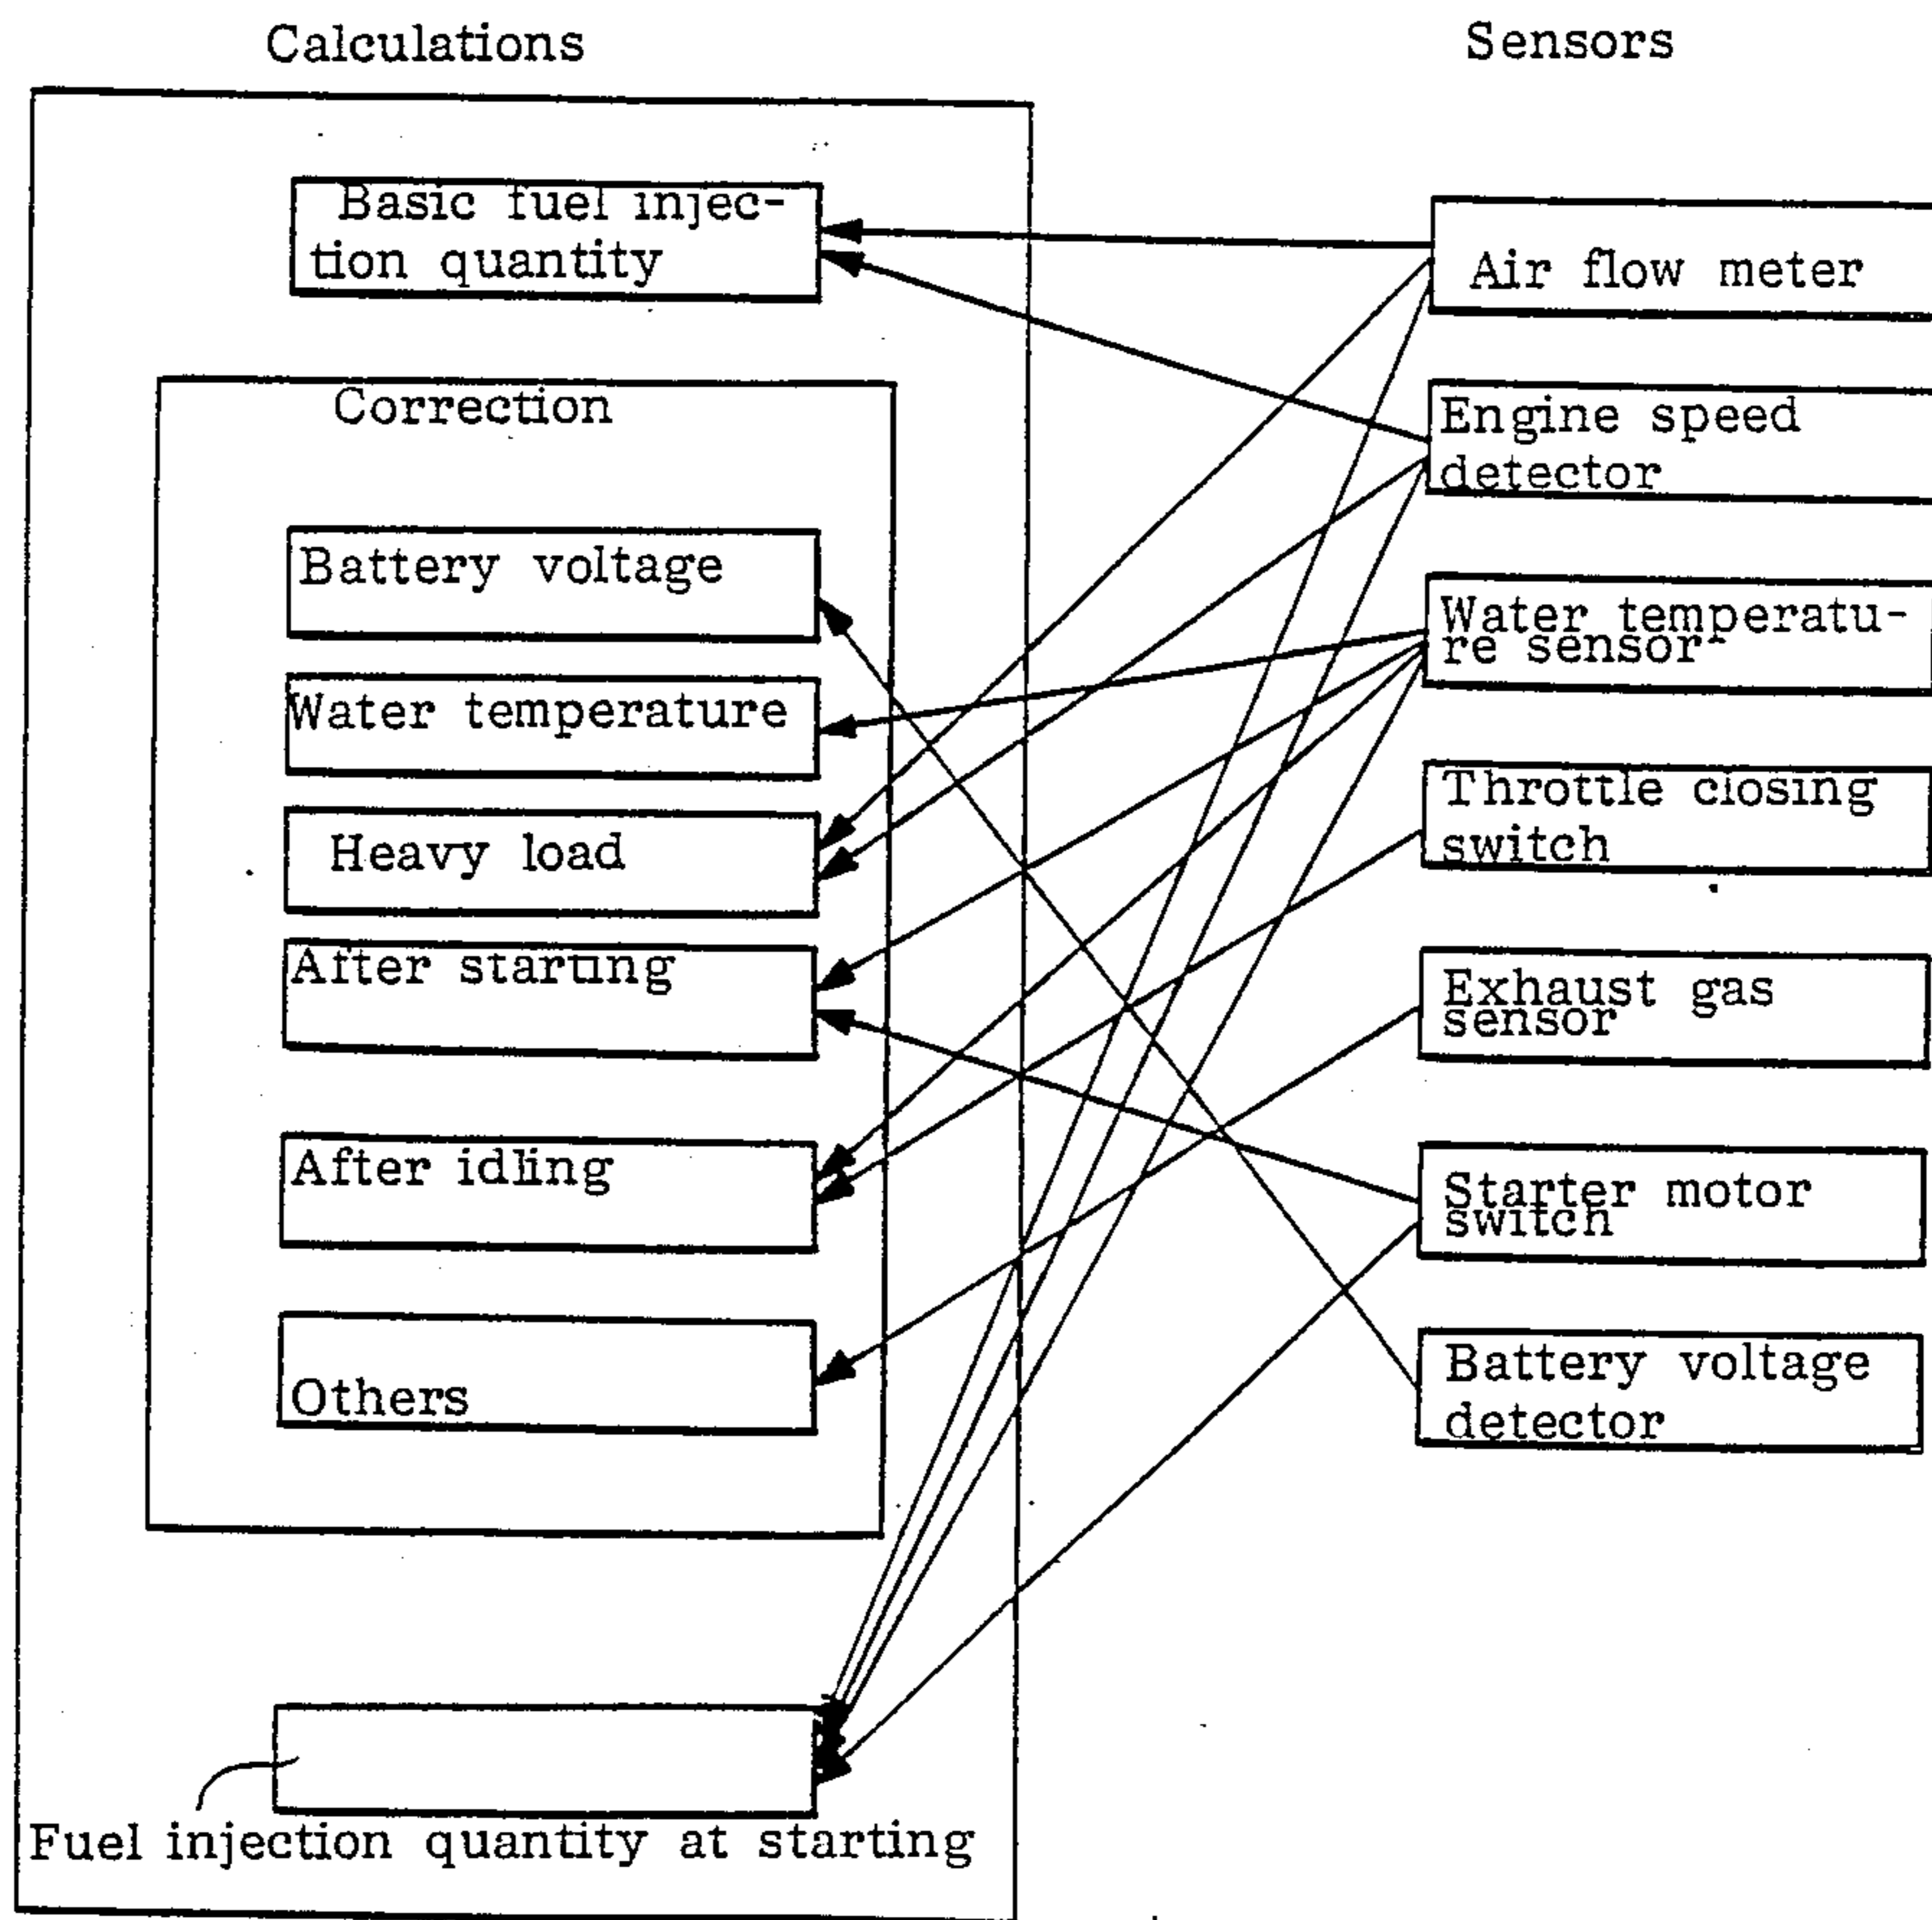 Calculations
Sensors
Basic fuel injec-
tion quantity
Correction
Battery voltage
Water temperature
Heavy load
After starting
After idling
Others
Fuel injection quantity at starting
Air flow meter
Engine speed
detector
Water temperatu-
re sensor
Throttle closing
switch
Exhaust gas
sensor
Starter motor
switch
Battery voltage
detector